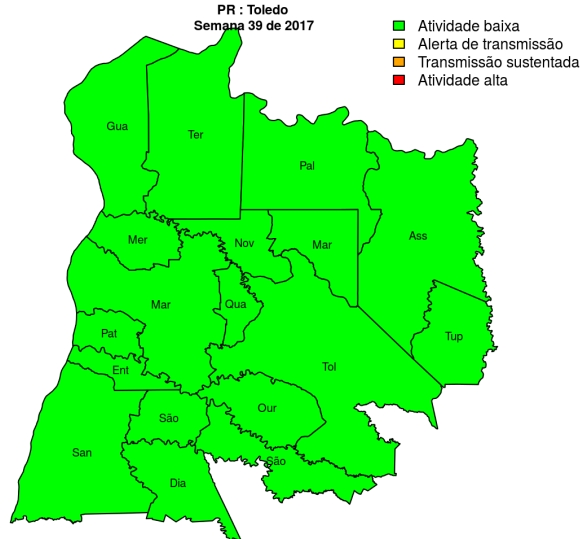 PR : Toledo
Semana 39 de 2017
Atividade baixa
Alerta de transmissão
Transmissão sustentada
Atividade alta
Gua
Ter
Pal
Mer
Nov
Mar
Ass
Mar
Qua
Pat
Tup
Ent
Tol
São
Our
San
São
Dia